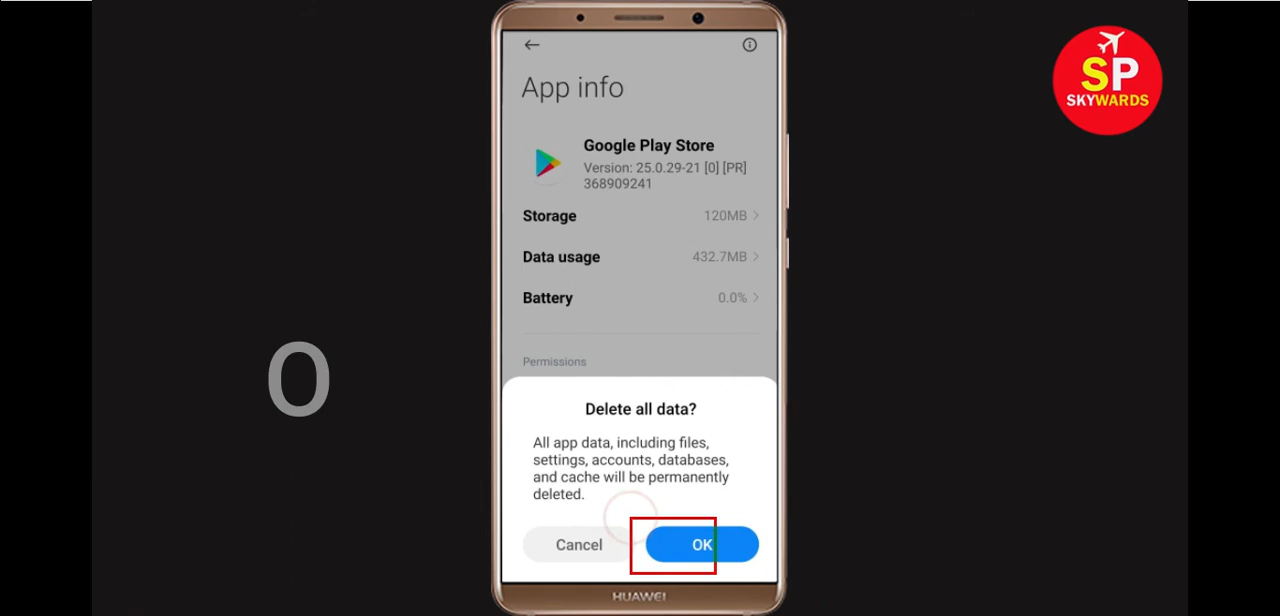 SP
SKYWARDS
App info
Google Play Store
Version: 25.0.29-21 [0] [PR]
368909241
Storage 120MB
Data usage 432.7MB
Battery 0.0%
Permissions
O
Delete all data?
All app data, including files,
settings, accounts, databases,
and cache will be permanently
deleted.
Cancel OK
HUAWEI